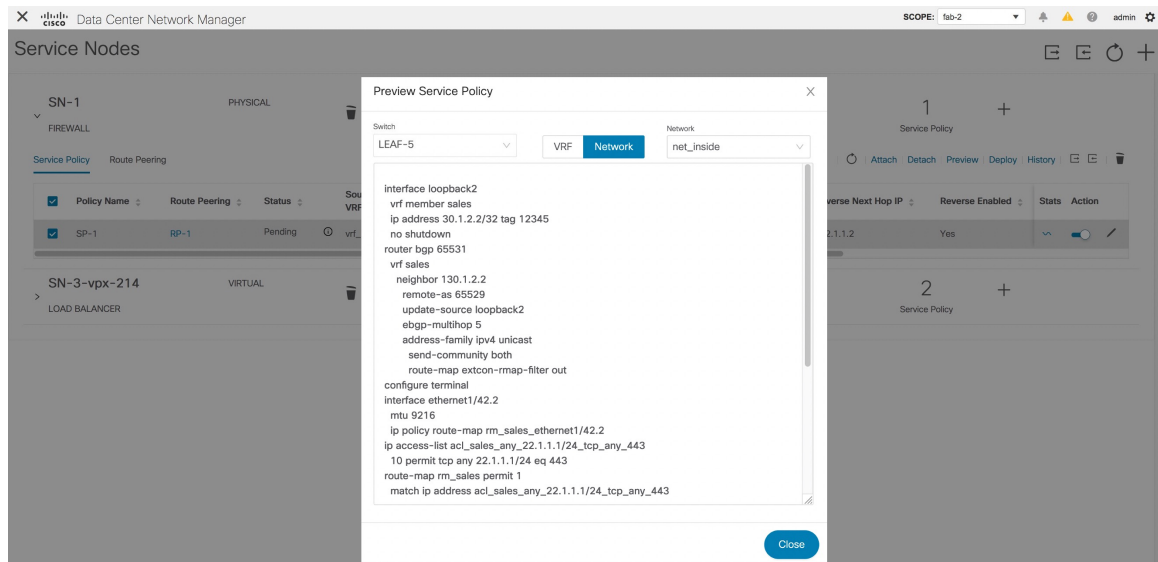 cisco Data Center Network Manager
SCOPE: fab-2
admin
Service Nodes
SN-1
PHYSICAL
FIREWALL
1
Service Policy
Service Policy Route Peering
Attach Detach Preview Deploy History
Policy Name Route Peering Status
Reverse Enabled Stats Action
SP-1 RP-1 Pending
Yes
SN-3-vpx-214
VIRTUAL
LOAD BALANCER
2
Service Policy
Preview Service Policy
Switch
LEAF-5
VRF Network
Network
net_inside
interface loopback2
vrf member sales
ip address 30.1.2.2/32 tag 12345
no shutdown
router bgp 65531
vrf sales
neighbor 130.1.2.2
remote-as 65529
update-source loopback2
ebgp-multihop 5
address-family ipv4 unicast
send-community both
route-map extcon-rmap-filter out
configure terminal
interface ethernet1/42.2
mtu 9216
ip policy route-map rm_sales_ethernet1/42.2
ip access-list acl_sales_any_22.1.1.1/24_tcp_any_443
10 permit tcp any 22.1.1.1/24 eq 443
route-map rm_sales permit 1
match ip address acl_sales_any_22.1.1.1/24_tcp_any_443
Close